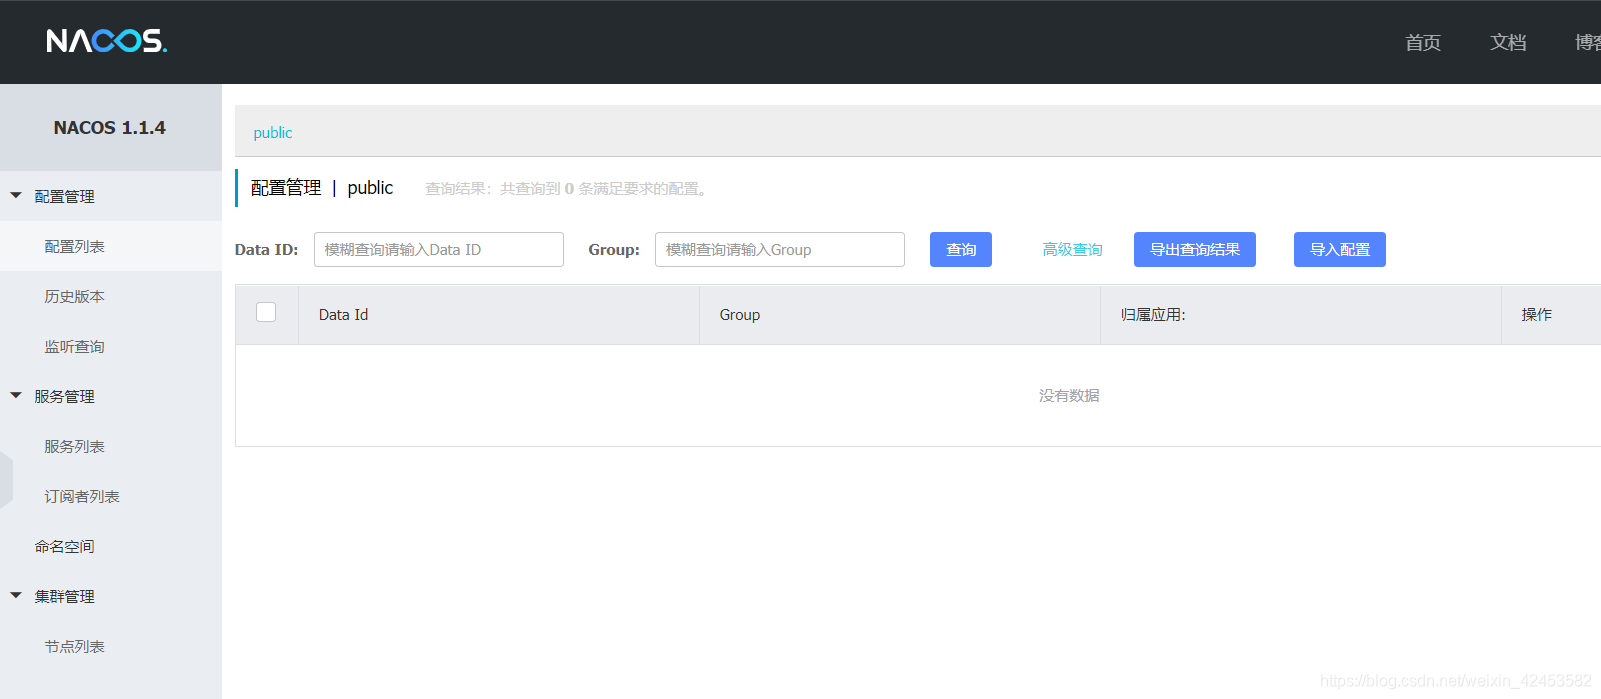 NACOS.
首页 文档 博客
NACOS 1.1.4
public
配置管理 | public 查询结果：共查询到 0 条满足要求的配置。
Data ID: 模糊查询请输入Data ID Group: 模糊查询请输入Group 查询 高级查询 导出查询结果 导入配置
Data Id Group 归属应用: 操作
没有数据
配置管理
配置列表
历史版本
监听查询
服务管理
服务列表
订阅者列表
命名空间
集群管理
节点列表
https://blog.csdn.net/weixin_42453582